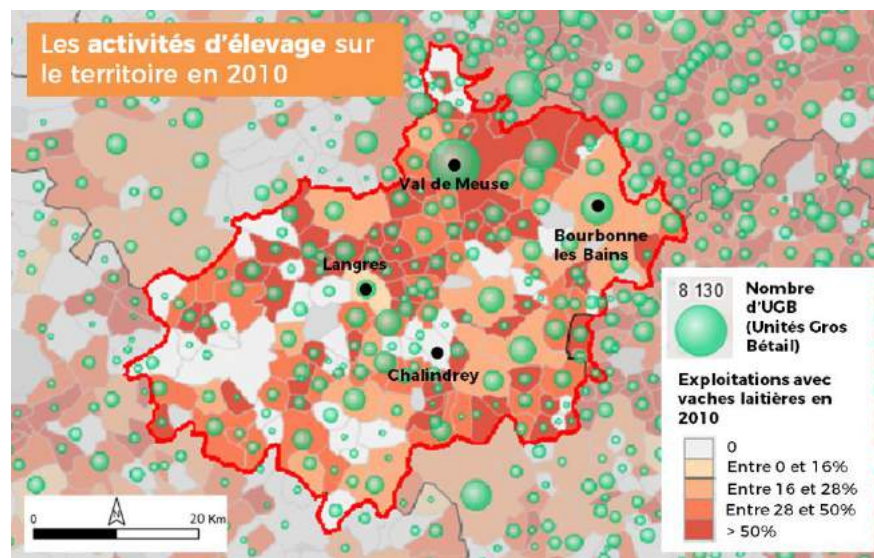 Les activités d'élevage sur
le territoire en 2010
Val de Meuse
Bourbonne
les Bains
Langres
Chalindrey
8 130
Nombre
d'UGB
(Unités Gros
Bétail)
Exploitations avec
vaches laitières en
2010
0
Entre 0 et 16%
Entre 16 et 28%
Entre 28 et 50%
> 50%
N
0 20 Km